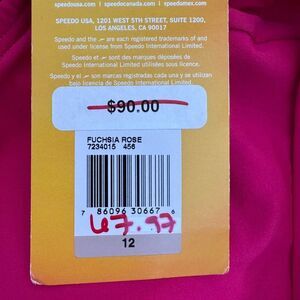 speedousa.com • speedocanada.com • speedomex.com
SPEEDO USA, 1201 WEST 5TH STREET, SUITE 1200,
LOS ANGELES, CA 90017
Speedo and the are each registered trademarks of and
used under license from Speedo International Limited.
Speedo et sont des marques déposées de
Speedo International Limited utilisées sous licence.
Speedo y el son marcas registradas cada una y se utilizan
bajo licencia de Speedo International Limited.
$90.00
FUCHSIA ROSE
7234015 456
7 86096 30667 6
67.97
12